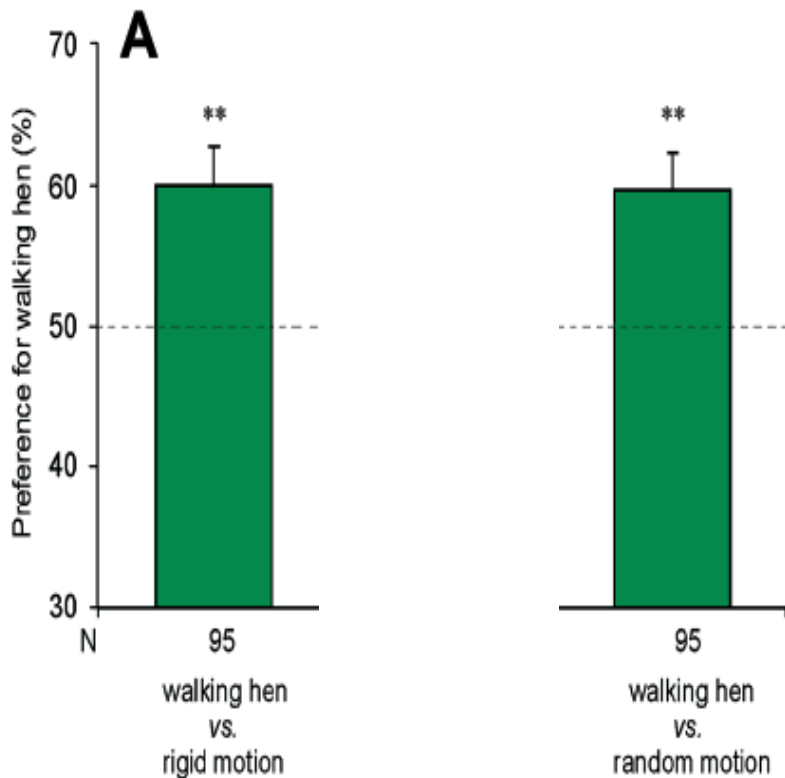 A
70
60
50
40
30
Preference for walking hen (%)
**
**
N 95 95
walking hen
vs.
rigid motion
walking hen
vs.
random motion